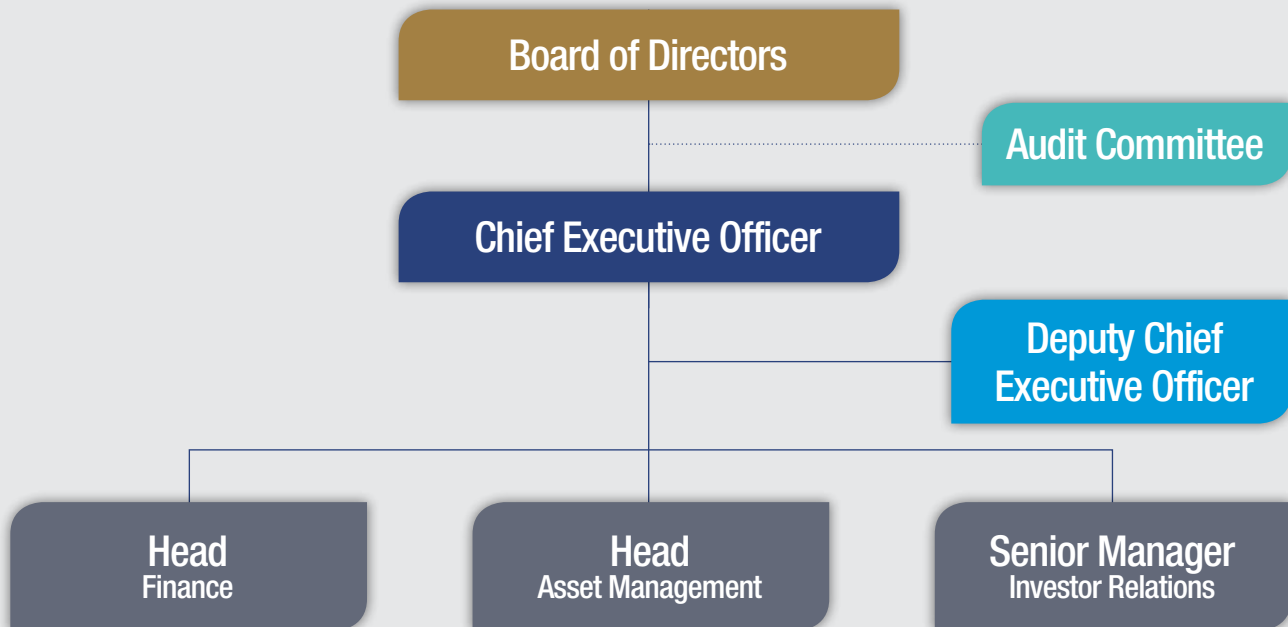 Board of Directors
Audit Committee
Chief Executive Officer
Deputy Chief
Executive Officer
Head
Finance
Head
Asset Management
Senior Manager
Investor Relations